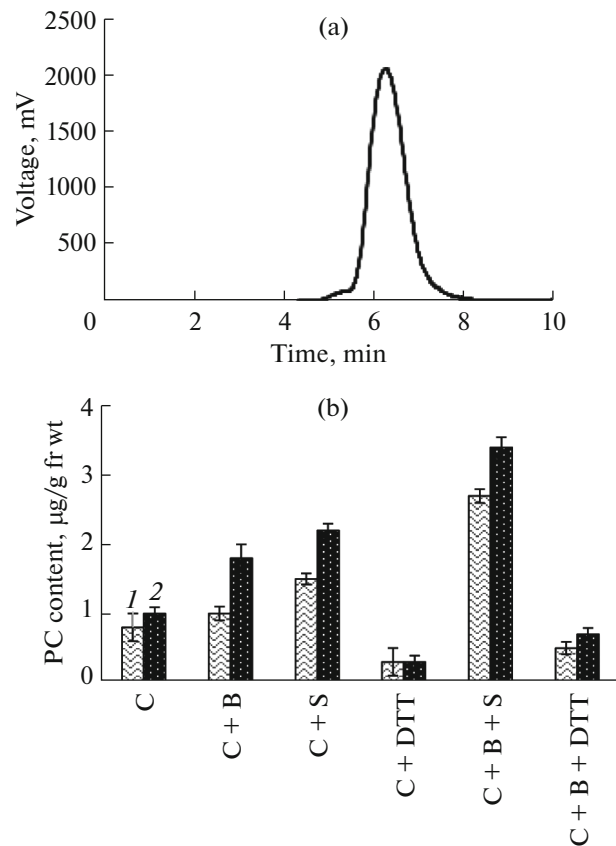 (a)
2500
2000
1500
1000
500
Voltage, mV
0 2 4 6 8 10
Time, min
(b)
4
3
2
1
0
PC content, µg/g fr wt
1 2
C
C + B
C + S
C + DTT
C + B + S
C + B + DTT